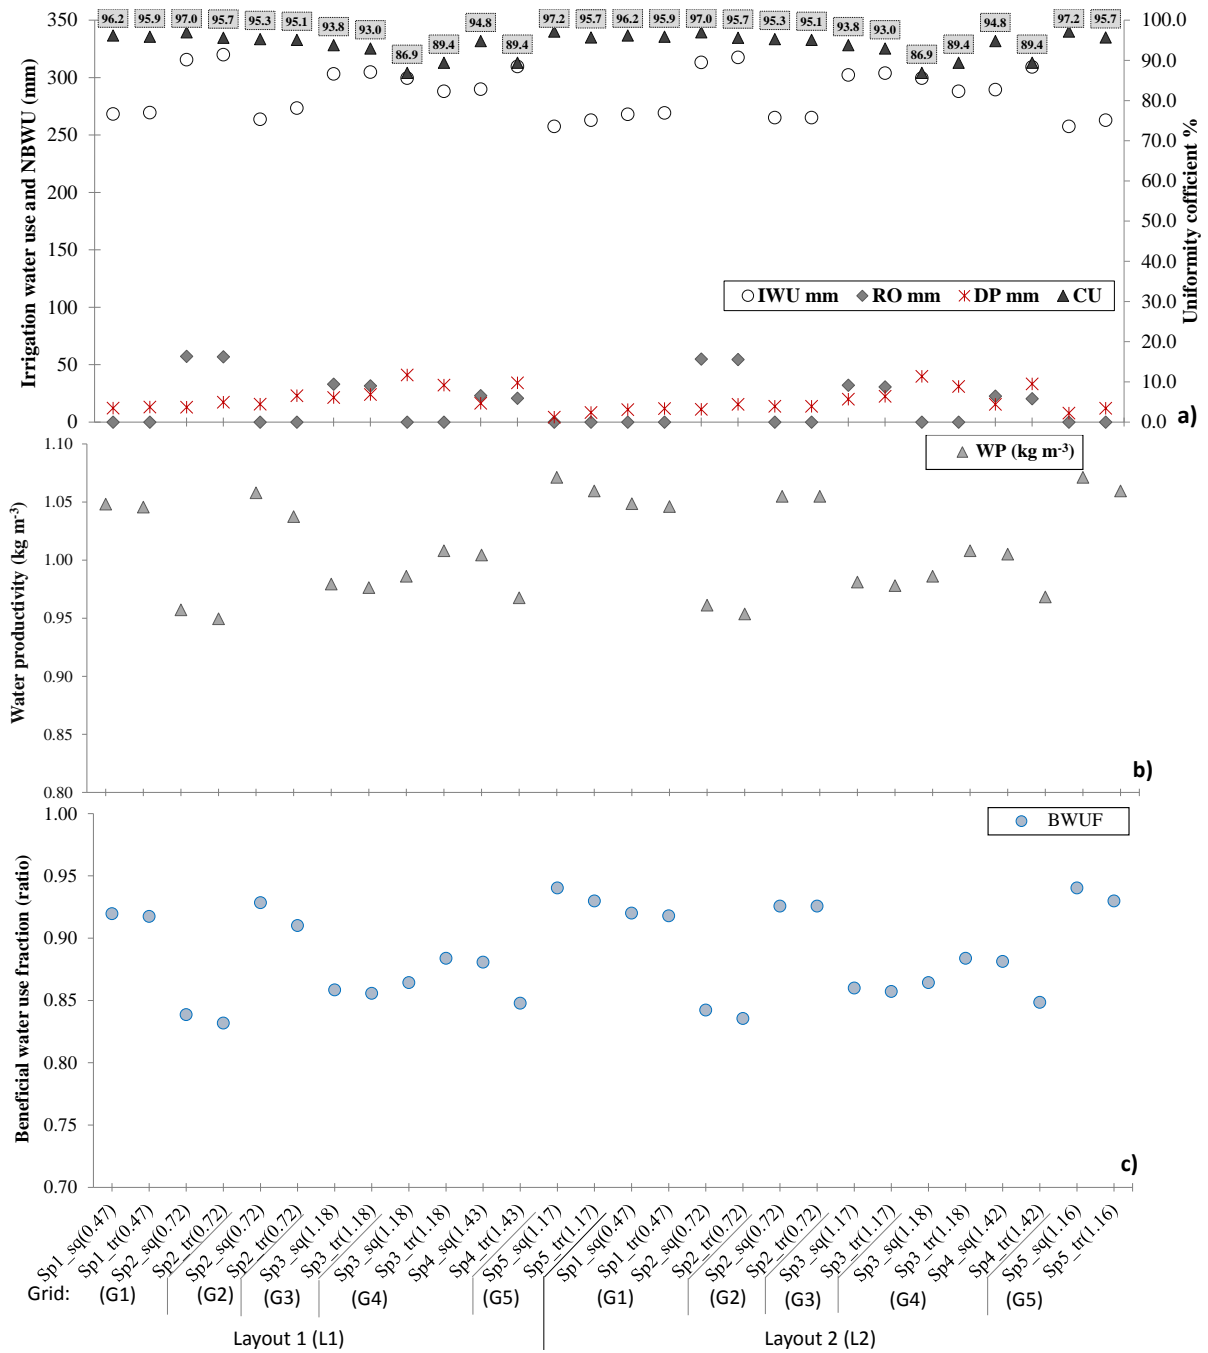 96.2 95.9 97.0 95.7 95.3 95.1 93.8 93.0 86.9 89.4 94.8 89.4 97.2 95.7 96.2 95.9 97.0 95.7 95.3 95.1 93.8 93.0 86.9 89.4 94.8 89.4 97.2 95.7
Irrigation water use and NBWU (mm)
350
300
250
200
150
100
50
0
100.0
90.0
80.0
70.0
60.0
50.0
40.0
30.0
20.0
10.0
0.0
Uniformity cofficient %
IWU mm RO mm DP mm CU
a)
Water productivity (kg m-3)
1.10
1.05
1.00
0.95
0.90
0.85
0.80
WP (kg m-3)
b)
Beneficial water use fraction (ratio)
1.00
0.95
0.90
0.85
0.80
0.75
0.70
BWUF
c)
Sp1_sq(0.47)
Sp1_tr(0.47)
Sp2_sq(0.72)
Sp2_tr(0.72)
Sp2_sq(0.72)
Sp2_tr(0.72)
Sp3_sq(1.18)
Sp3_tr(1.18)
Sp3_sq(1.18)
Sp3_tr(1.18)
Sp4_sq(1.43)
Sp4_tr(1.43)
Sp5_sq(1.17)
Sp5_tr(1.17)
Sp1_sq(0.47)
Sp1_tr(0.47)
Sp2_sq(0.72)
Sp2_tr(0.72)
Sp2_sq(0.72)
Sp2_tr(0.72)
Sp3_sq(1.17)
Sp3_tr(1.17)
Sp3_sq(1.18)
Sp3_tr(1.18)
Sp4_sq(1.42)
Sp4_tr(1.42)
Sp5_sq(1.16)
Sp5_tr(1.16)
Grid: (G1) (G2) (G3) (G4) (G5) (G1) (G2) (G3) (G4) (G5)
Layout 1 (L1) Layout 2 (L2)